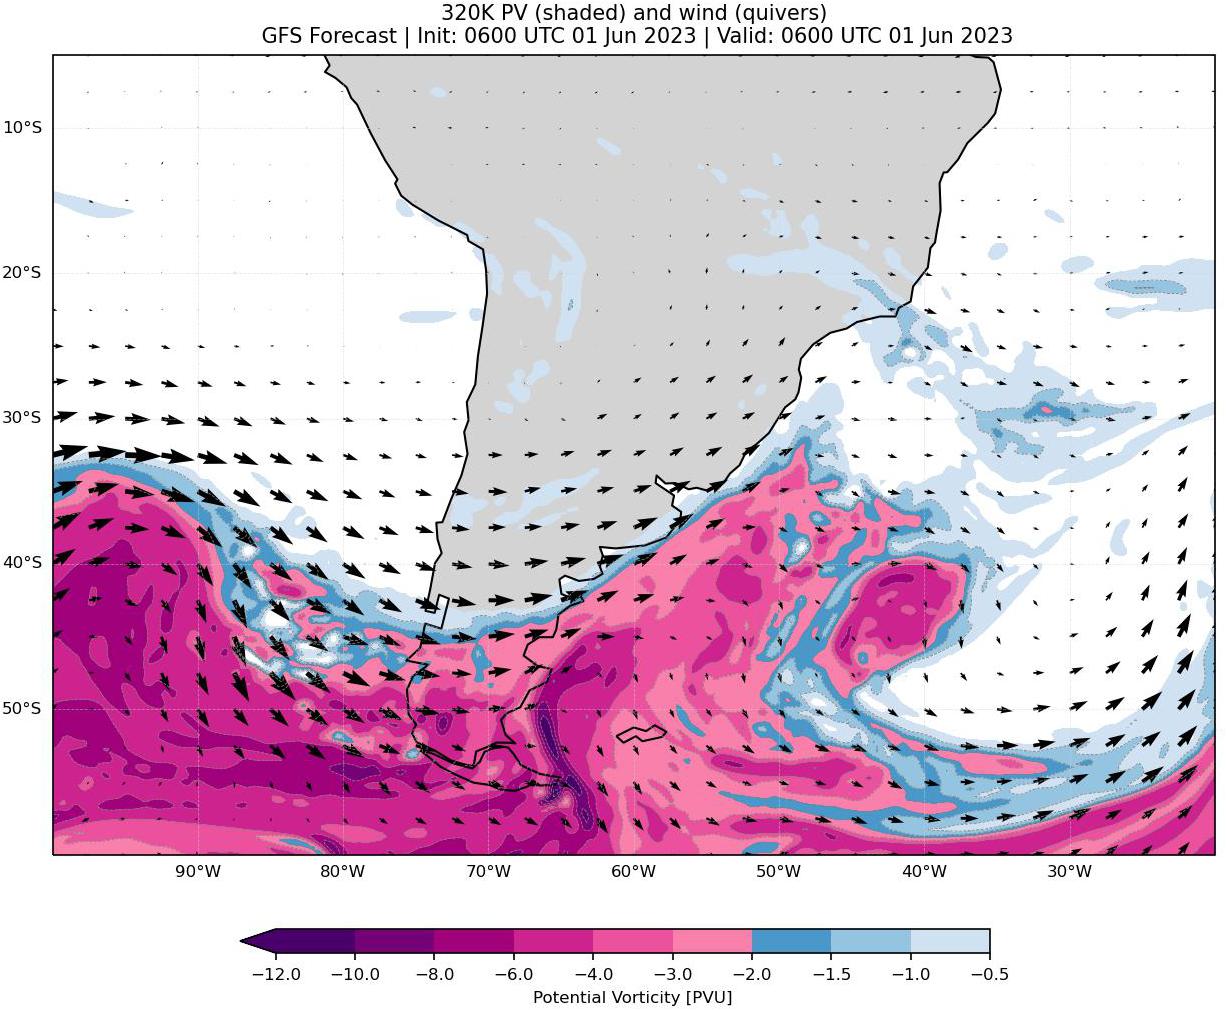 320K PV (shaded) and wind (quivers)
GFS Forecast | Init: 0600 UTC 01 Jun 2023 | Valid: 0600 UTC 01 Jun 2023
10°S
20°S
30°S
40°S
50°S
90°W 80°W 70°W 60°W 50°W 40°W 30°W
−12.0 −10.0 −8.0 −6.0 −4.0 −3.0 −2.0 −1.5 −1.0 −0.5
Potential Vorticity [PVU]